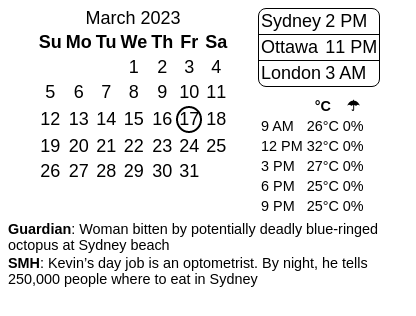 March 2023
Su Mo Tu We Th Fr Sa
1 2 3 4
5 6 7 8 9 10 11
12 13 14 15 16 17 18
19 20 21 22 23 24 25
26 27 28 29 30 31
Sydney 2 PM
Ottawa 11 PM
London 3 AM
°C ☂
9 AM 26°C 0%
12 PM 32°C 0%
3 PM 27°C 0%
6 PM 25°C 0%
9 PM 25°C 0%
Guardian: Woman bitten by potentially deadly blue-ringed
octopus at Sydney beach
SMH: Kevin’s day job is an optometrist. By night, he tells
250,000 people where to eat in Sydney